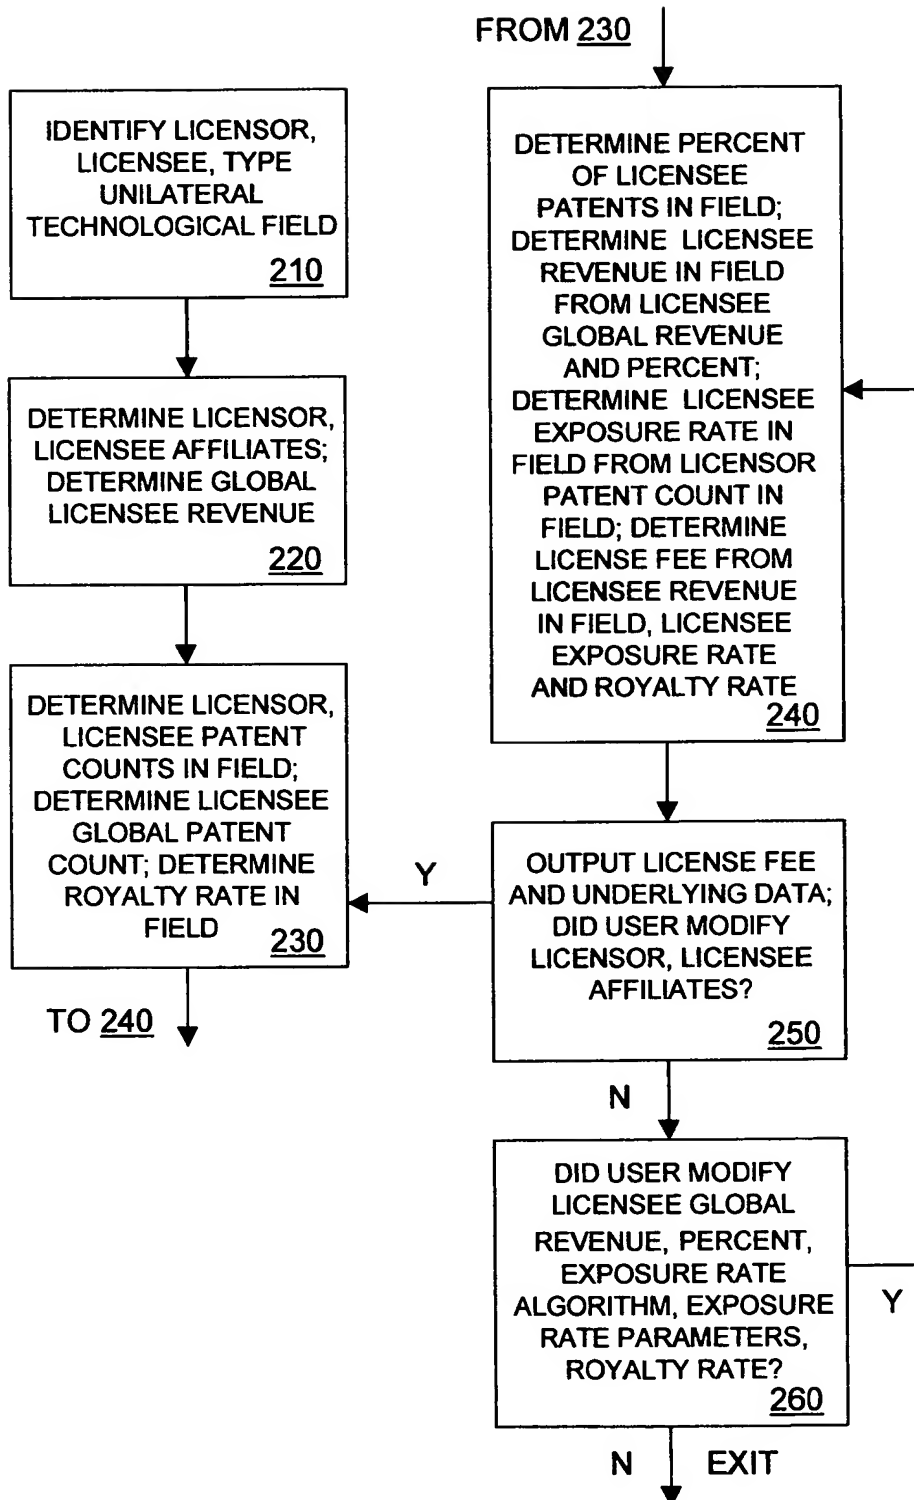 IDENTIFY LICENSOR,
LICENSEE, TYPE
UNILATERAL
TECHNOLOGICAL FIELD
210
DETERMINE LICENSOR,
LICENSEE AFFILIATES;
DETERMINE GLOBAL
LICENSEE REVENUE
220
DETERMINE LICENSOR,
LICENSEE PATENT
COUNTS IN FIELD;
DETERMINE LICENSEE
GLOBAL PATENT
COUNT; DETERMINE
ROYALTY RATE IN
FIELD
230
TO 240
FROM 230
DETERMINE PERCENT
OF LICENSEE
PATENTS IN FIELD;
DETERMINE LICENSEE
REVENUE IN FIELD
FROM LICENSEE
GLOBAL REVENUE
AND PERCENT;
DETERMINE LICENSEE
EXPOSURE RATE IN
FIELD FROM LICENSOR
PATENT COUNT IN
FIELD; DETERMINE
LICENSE FEE FROM
LICENSEE REVENUE
IN FIELD, LICENSEE
EXPOSURE RATE
AND ROYALTY RATE
240
Y
OUTPUT LICENSE FEE
AND UNDERLYING DATA;
DID USER MODIFY
LICENSOR, LICENSEE
AFFILIATES?
250
N
DID USER MODIFY
LICENSEE GLOBAL
REVENUE, PERCENT,
EXPOSURE RATE
ALGORITHM, EXPOSURE
RATE PARAMETERS,
ROYALTY RATE?
260
Y
N EXIT